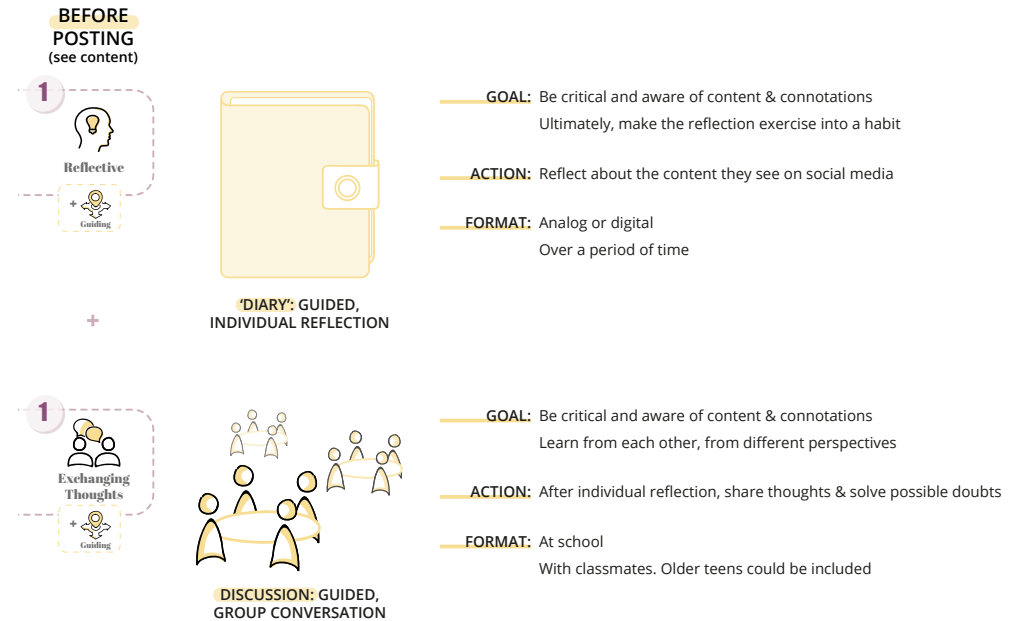 BEFORE
POSTING
(see content)
1
Reflective
+
Guiding
'DIARY': GUIDED,
INDIVIDUAL REFLECTION
GOAL: Be critical and aware of content & connotations
Ultimately, make the reflection exercise into a habit
ACTION: Reflect about the content they see on social media
FORMAT: Analog or digital
Over a period of time
+
1
Exchanging
Thoughts
+
Guiding
DISCUSSION: GUIDED,
GROUP CONVERSATION
GOAL: Be critical and aware of content & connotations
Learn from each other, from different perspectives
ACTION: After individual reflection, share thoughts & solve possible doubts
FORMAT: At school
With classmates. Older teens could be included